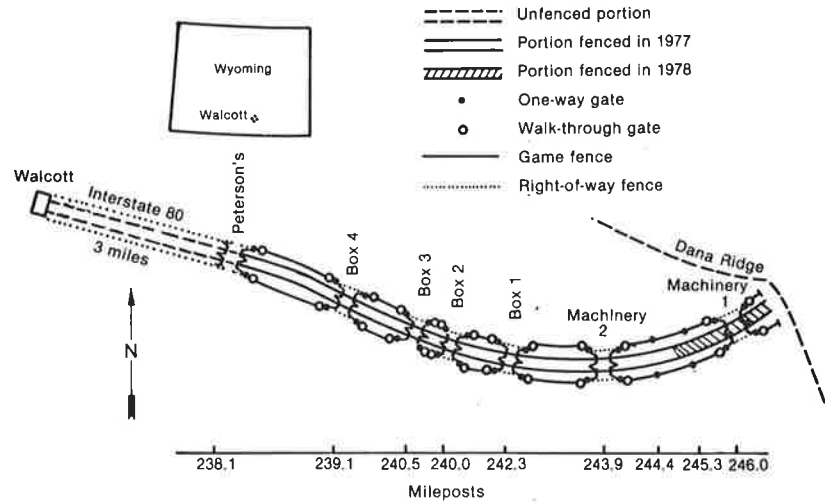 Unfenced portion
Portion fenced in 1977
Portion fenced in 1978
One-way gate
Walk-through gate
Game fence
Right-of-way fence
Wyoming
Walcott
Walcott
Interstate 80
3 miles
Peterson's
Box 4
Box 3
Box 2
Box 1
Machinery
2
Machinery
1
Dana Ridge
N
238.1 239.1 240.5 240.0 242.3 243.9 244.4 245.3 246.0
Mileposts